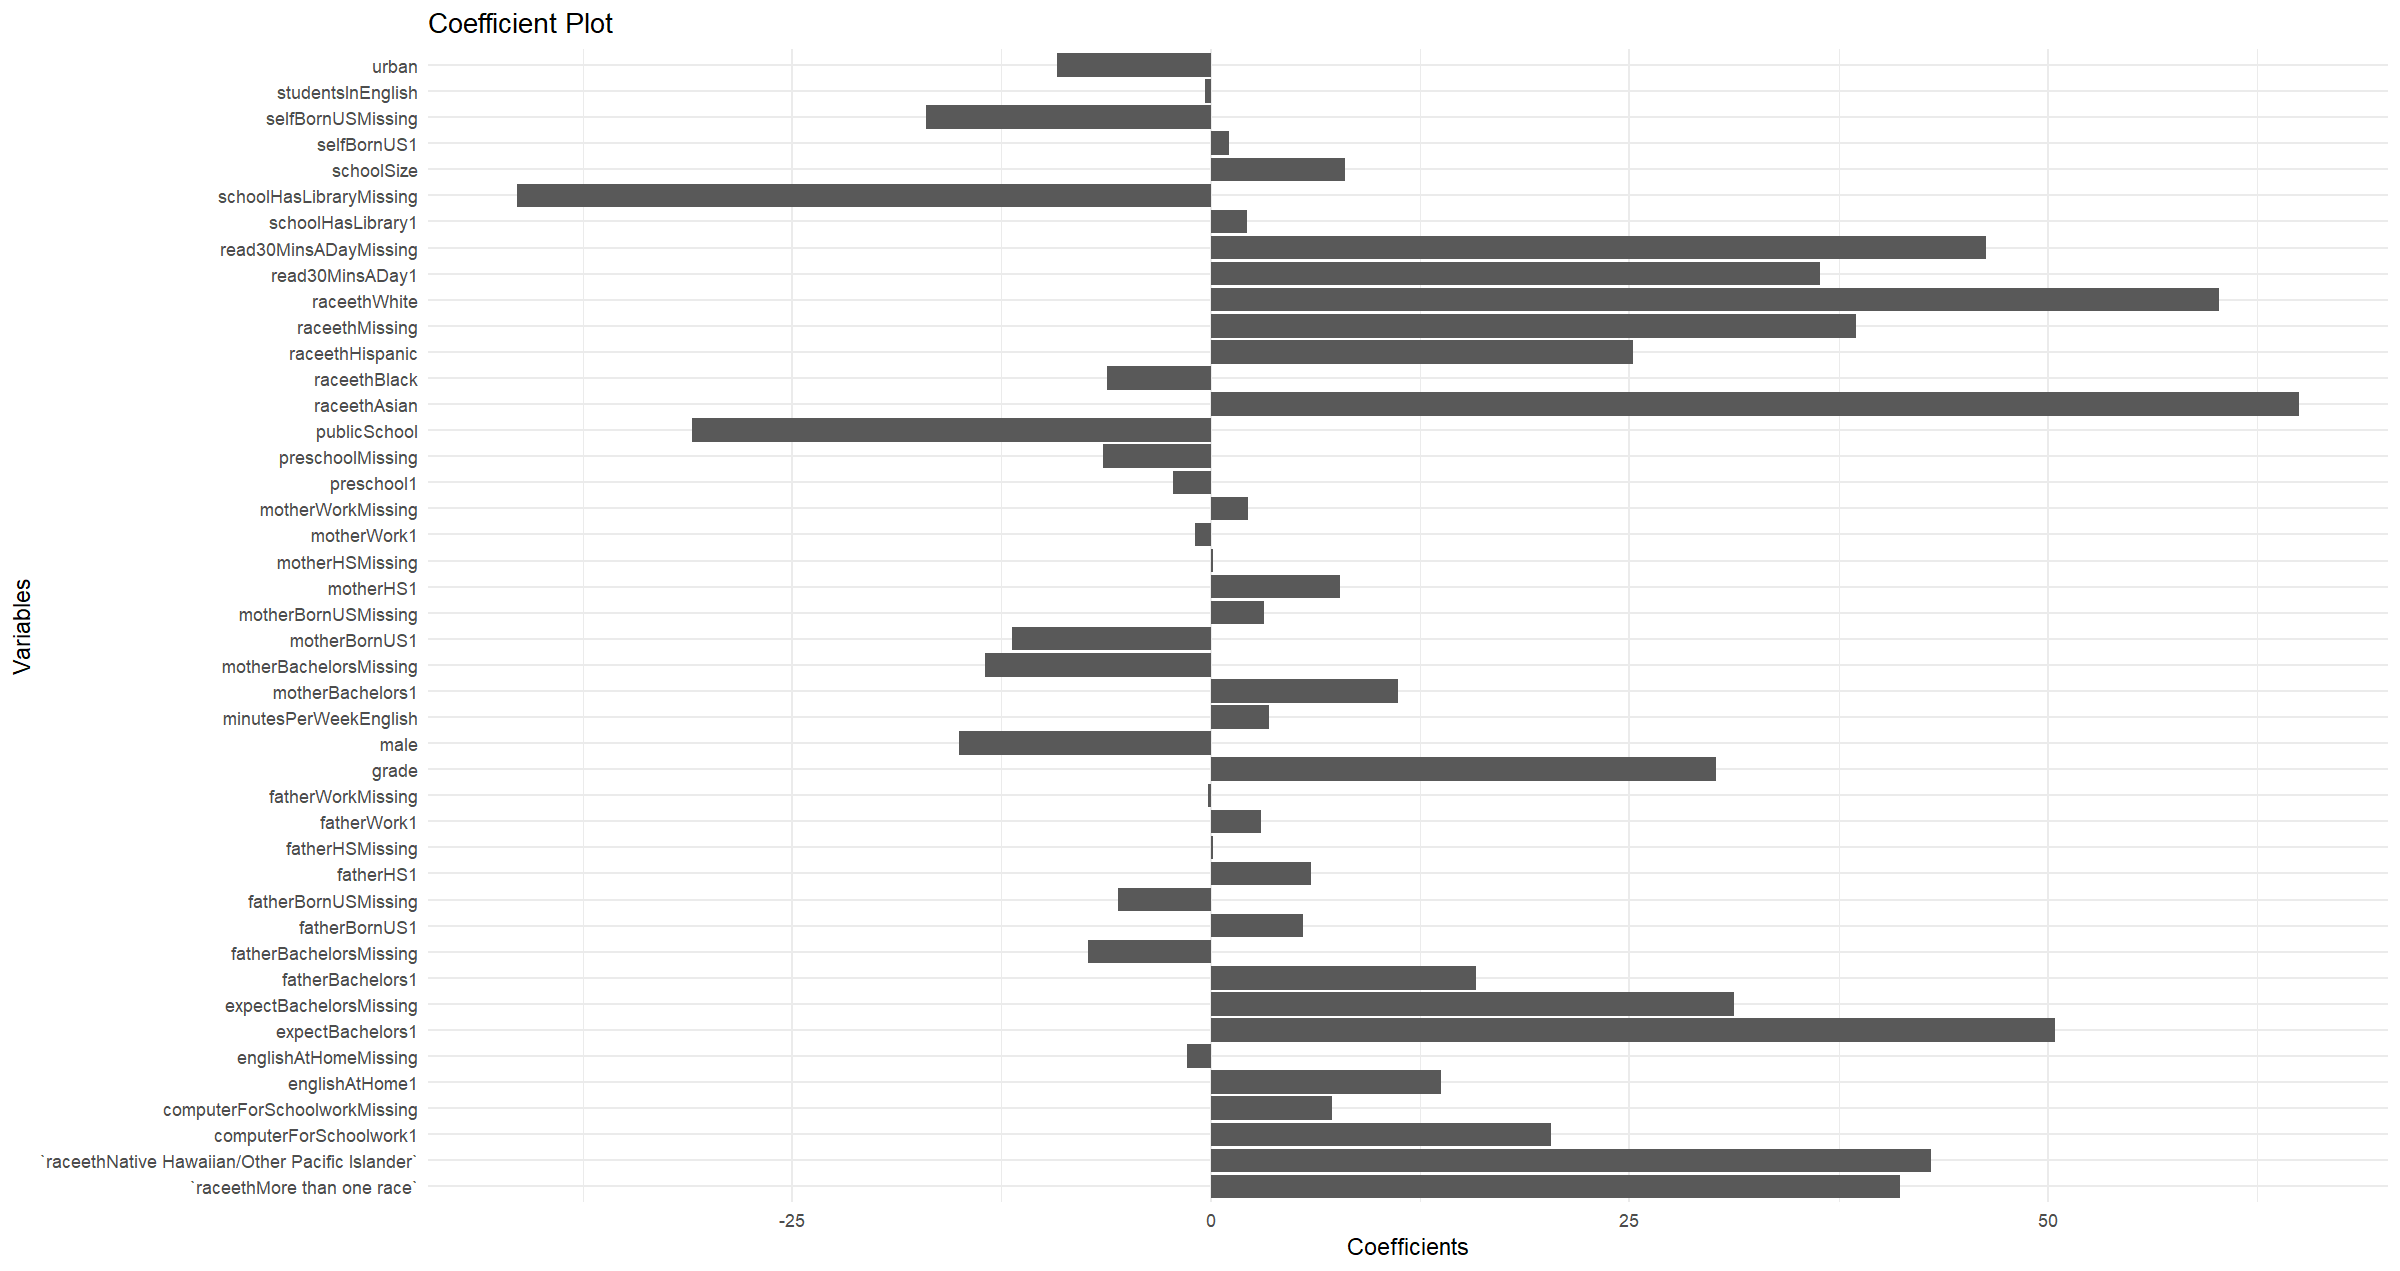 Coefficient Plot
urban
studentsInEnglish
selfBornUSMissing
selfBornUS1
schoolSize
schoolHasLibraryMissing
schoolHasLibrary1
read30MinsADayMissing
read30MinsADay1
raceethWhite
raceethMissing
raceethHispanic
raceethBlack
raceethAsian
publicSchool
preschoolMissing
preschool1
motherWorkMissing
motherWork1
motherHSMissing
motherHS1
motherBornUSMissing
motherBornUS1
motherBachelorsMissing
motherBachelors1
minutesPerWeekEnglish
male
grade
fatherWorkMissing
fatherWork1
fatherHSMissing
fatherHS1
fatherBornUSMissing
fatherBornUS1
fatherBachelorsMissing
fatherBachelors1
expectBachelorsMissing
expectBachelors1
englishAtHomeMissing
englishAtHome1
computerForSchoolworkMissing
computerForSchoolwork1
`raceethNative Hawaiian/Other Pacific Islander`
`raceethMore than one race`
Variables
-25 0 25 50
Coefficients